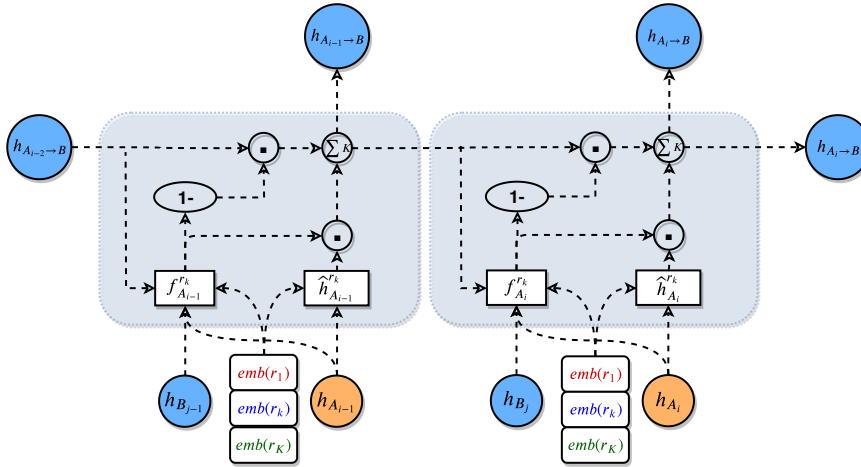 h_{A_{i-1}→B} h_{A_i→B}
h_{A_{i-2}→B} ▪ ∑ K ▪ ∑ K h_{A_i→B}
1- 1-
▪ ▪
f^{r_k}_{A_{i-1}} ĥ^{r_k}_{A_{i-1}} f^{r_k}_{A_i} ĥ^{r_k}_{A_i}
emb(r_1) emb(r_1)
h_{B_{j-1}} emb(r_k) h_{A_{i-1}} h_{B_j} emb(r_k) h_{A_i}
emb(r_K) emb(r_K)